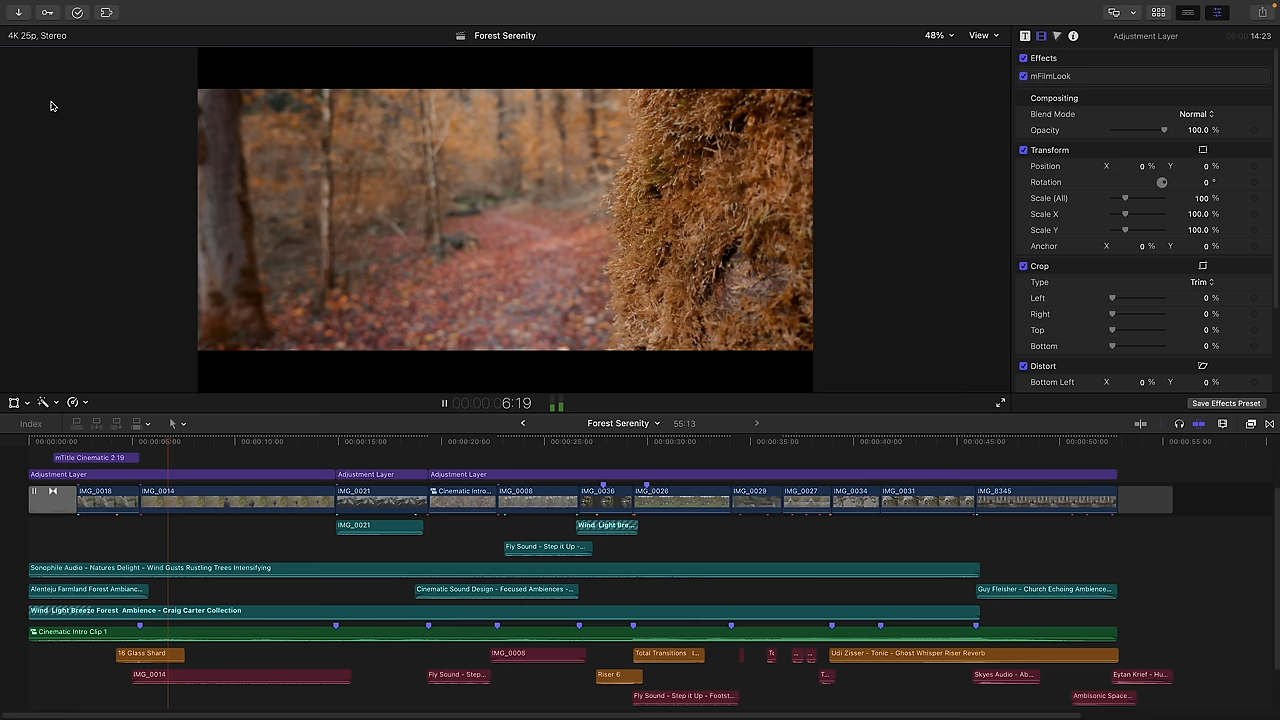 4K 25p, Stereo
Forest Serenity
48%
View
Adjustment Layer
00:00
14:23
Effects
mFilmLook
Compositing
Blend Mode Normal
Opacity 100.0 %
Transform
Position X 0 % Y 0 %
Rotation 0 °
Scale (All) 100 %
Scale X 100.0 %
Scale Y 100.0 %
Anchor X 0 % Y 0 %
Crop
Type Trim
Left 0 %
Right 0 %
Top 0 %
Bottom 0 %
Distort
Bottom Left X 0 % Y 0 %
00:00:06:19
Save Effects Preset
Index
Forest Serenity
55:13
00:00:00:00 00:00:05:00 00:00:10:00 00:00:15:00 00:00:20:00 00:00:25:00 00:00:30:00 00:00:35:00 00:00:40:00 00:00:45:00 00:00:50:00 00:00:55:00
mTitle Cinematic 2 19
Adjustment Layer Adjustment Layer Adjustment Layer
IMG_0018 IMG_0014 IMG_0021 Cinematic Intro... IMG_0008 IMG_0036 IMG_0026 IMG_0029 IMG_0027 IMG_0034 IMG_0031 IMG_8345
IMG_0021 Wind Light Bre...
Fly Sound - Step it Up -...
Sonophile Audio - Natures Delight - Wind Gusts Rustling Trees Intensifying
Alenteju Farmland Forest Ambianc... Cinematic Sound Design - Focused Ambiences -... Guy Fleisher - Church Echoing Ambience...
Wind Light Breeze Forest Ambience - Craig Carter Collection
Cinematic Intro Clip 1
16 Glass Shard IMG_0008 Total Transitions I... Udi Zisser - Tonic - Ghost Whisper Riser Reverb
IMG_0014 Fly Sound - Step... Riser 6 T... Skyes Audio - Ab... Eytan Krief - Hu...
Fly Sound - Step it Up - Footst... Ambisonic Space...